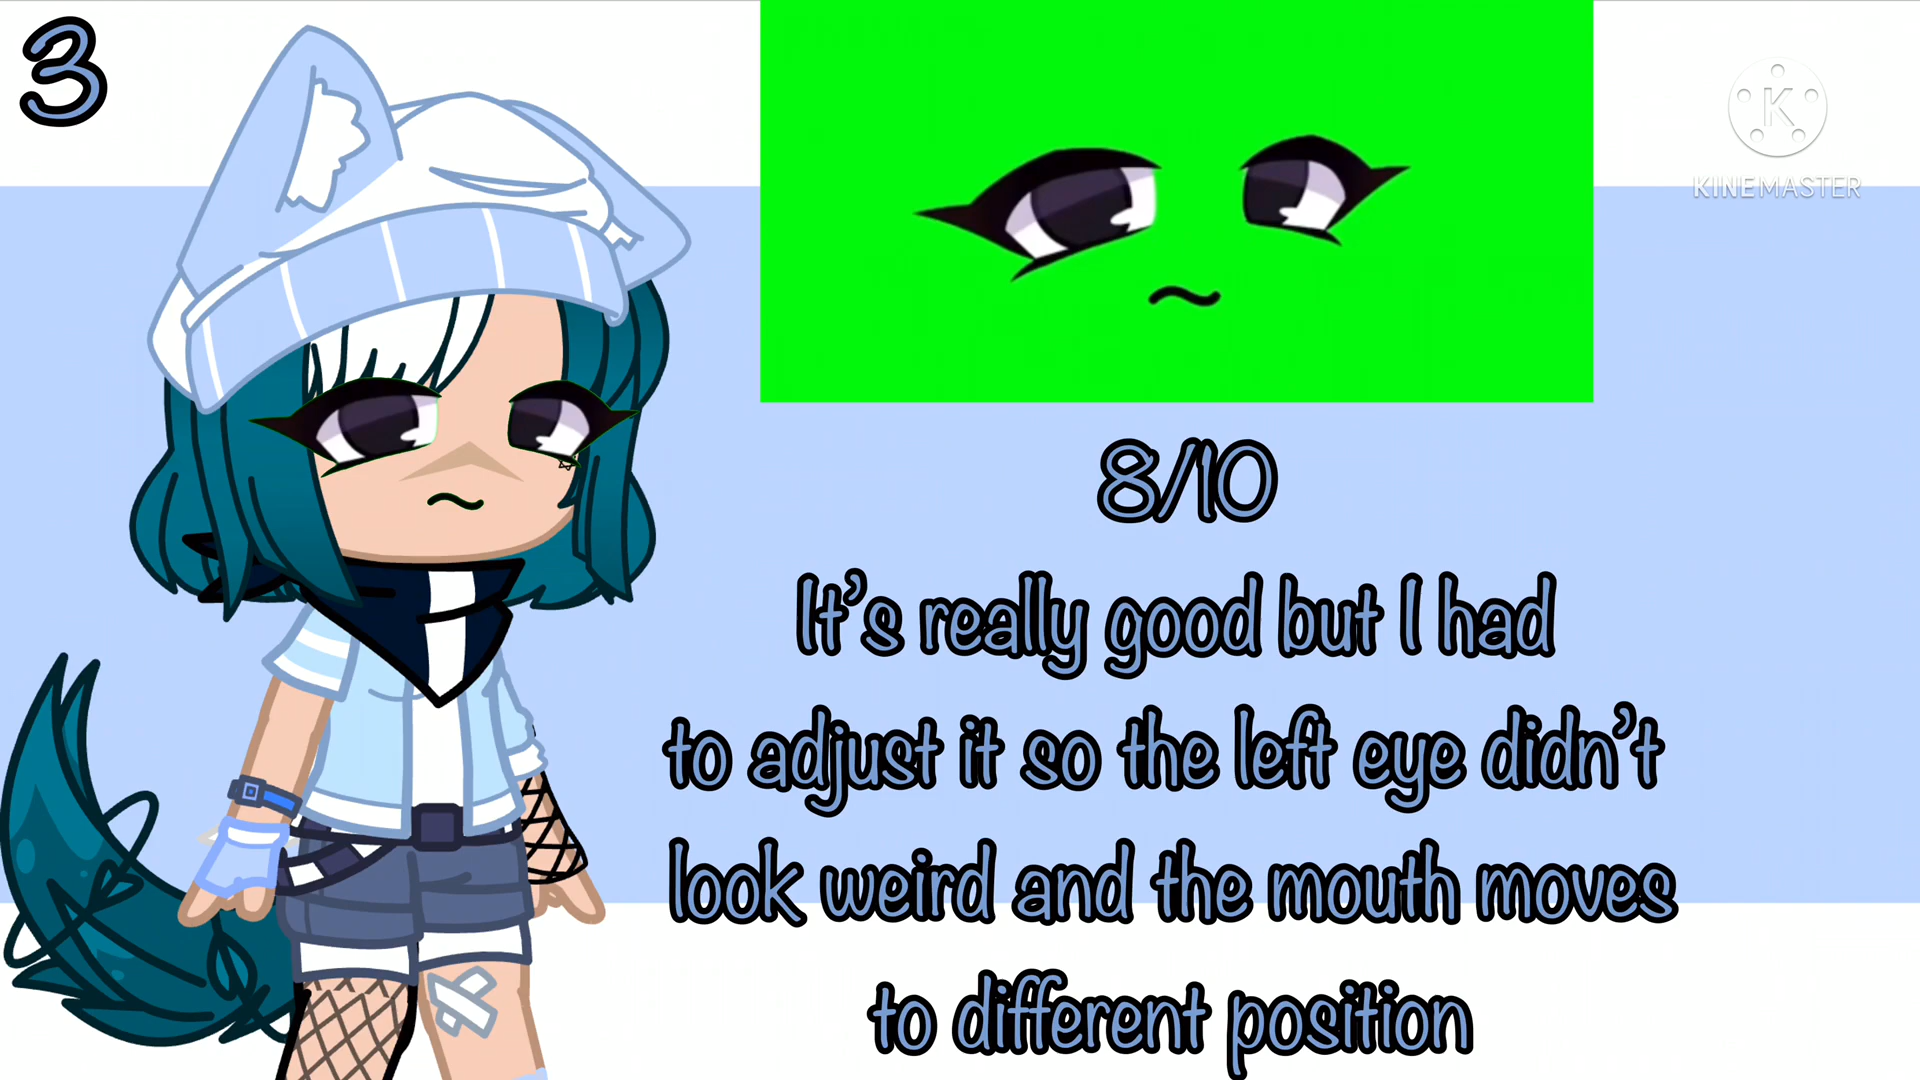 3
K
KINEMASTER
8/10
It's really good but I had
to adjust it so the left eye didn't
look weird and the mouth moves
to different position